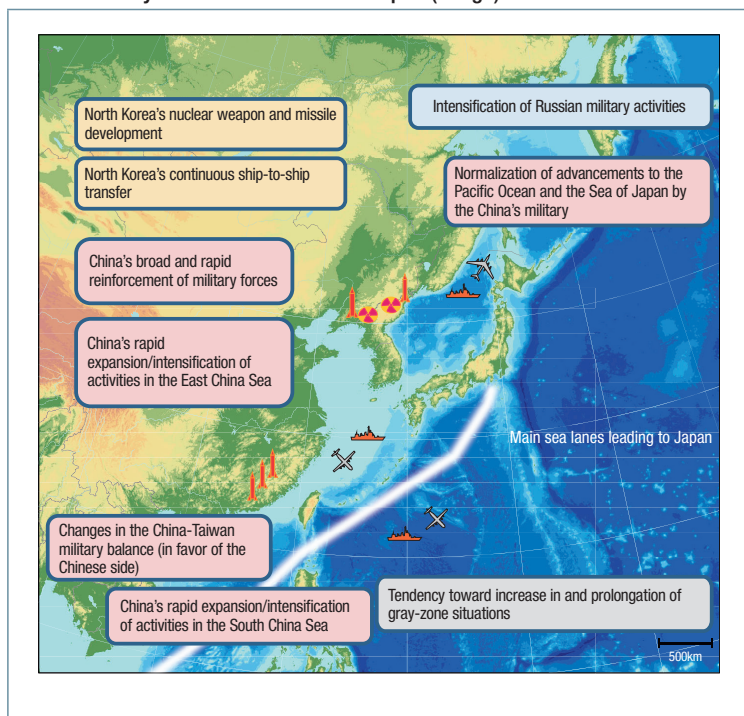 North Korea's nuclear weapon and missile
development
Intensification of Russian military activities
North Korea's continuous ship-to-ship
transfer
Normalization of advancements to the
Pacific Ocean and the Sea of Japan by
the China's military
China's broad and rapid
reinforcement of military forces
China's rapid
expansion/intensification of
activities in the East China Sea
Main sea lanes leading to Japan
Changes in the China-Taiwan
military balance (in favor of the
Chinese side)
China's rapid expansion/intensification
of activities in the South China Sea
Tendency toward increase in and prolongation of
gray-zone situations
500km